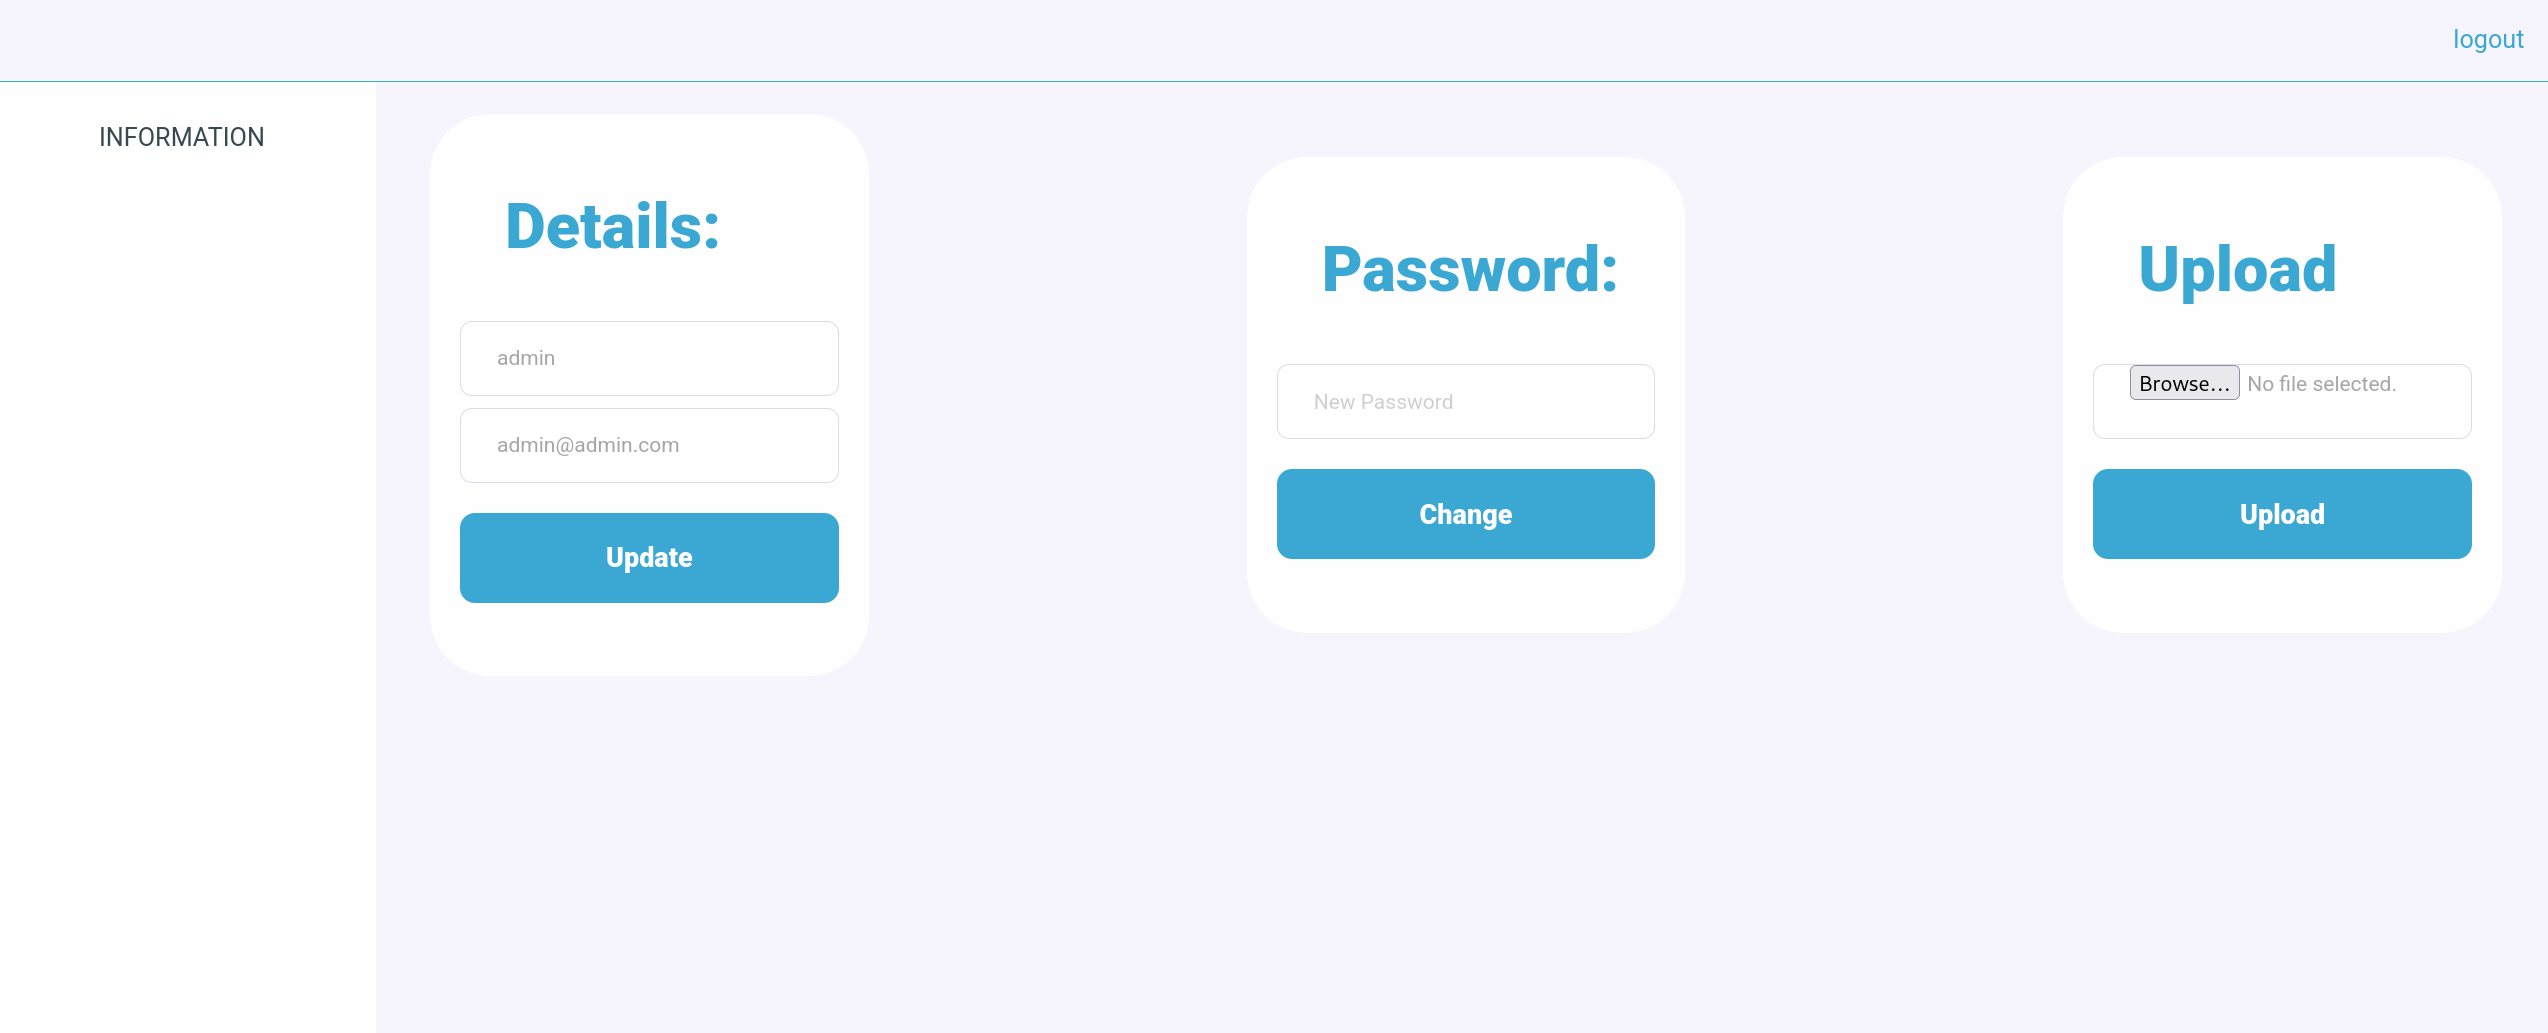 logout
INFORMATION
Details:
admin
admin@admin.com
Update
Password:
New Password
Change
Upload
Browse... No file selected.
Upload